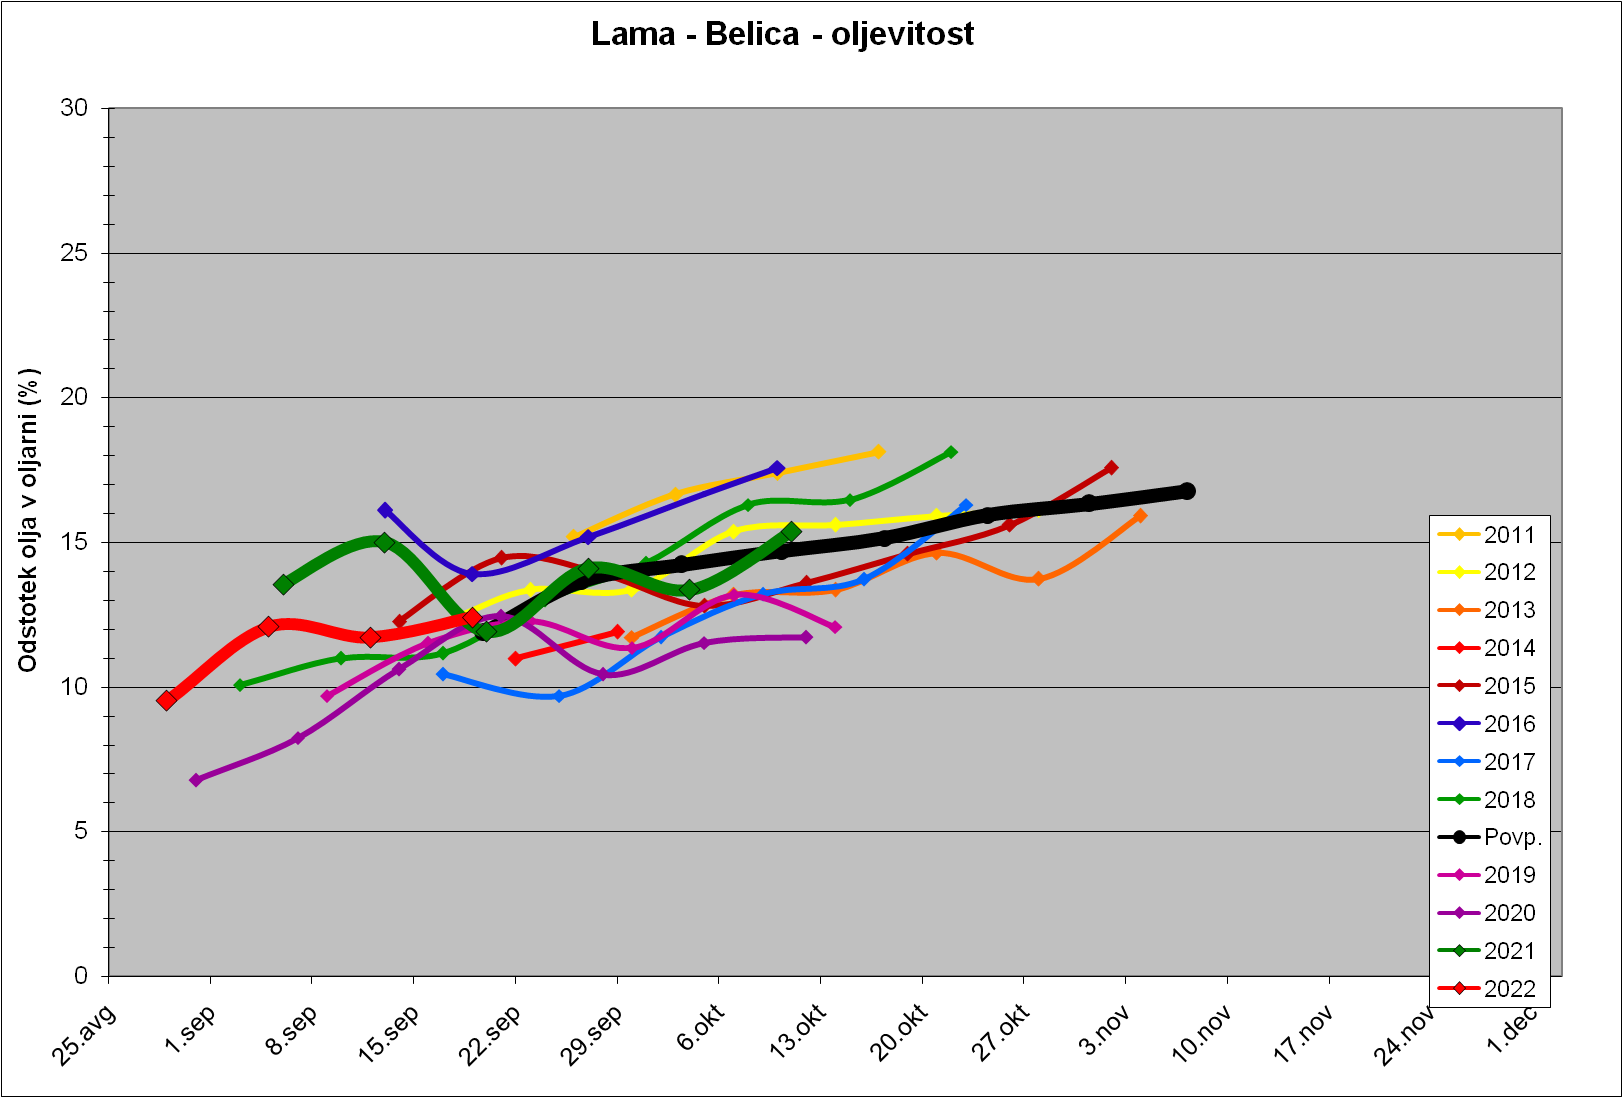 Lama - Belica - oljevitost
Odstotek olja v oljarni (%)
30
25
20
15
10
5
0
25.avg
1.sep
8.sep
15.sep
22.sep
29.sep
6.okt
13.okt
20.okt
27.okt
3.nov
10.nov
17.nov
24.nov
1.dec
2011
2012
2013
2014
2015
2016
2017
2018
Povp.
2019
2020
2021
2022